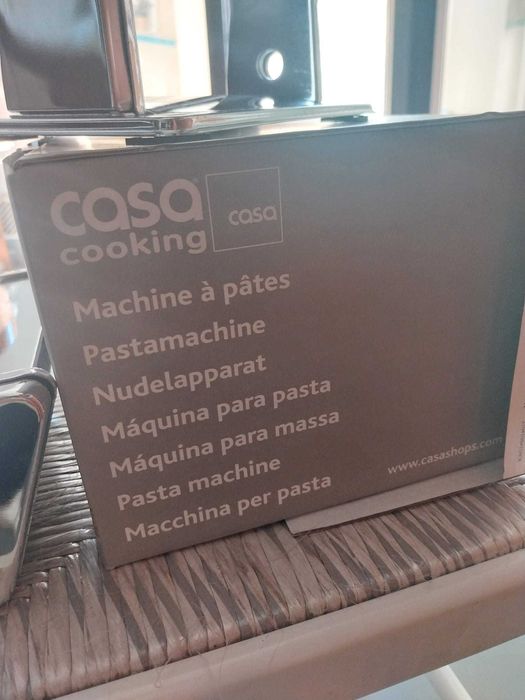 casa
cooking
casa
Machine à pâtes
Pastamachine
Nudelapparat
Máquina para pasta
Máquina para massa
Pasta machine
Macchina per pasta
www.casashops.com